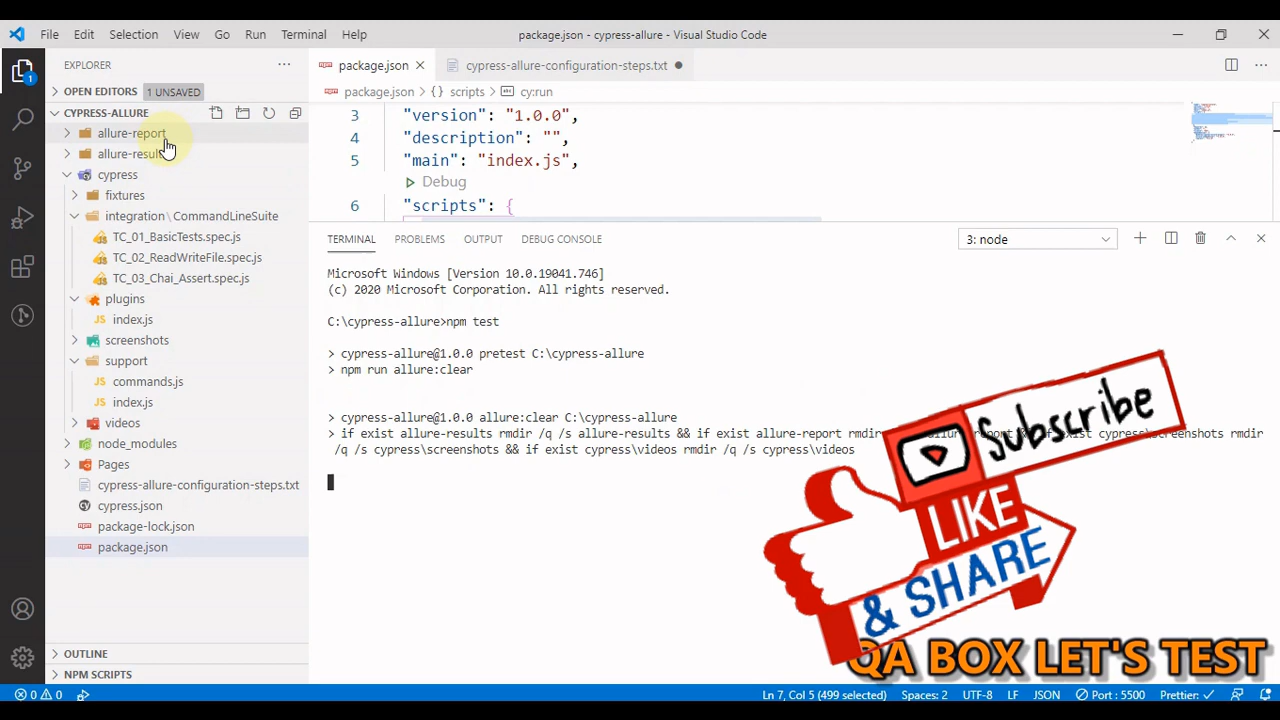 File Edit Selection View Go Run Terminal Help package.json - cypress-allure - Visual Studio Code
EXPLORER
package.json
cypress-allure-configuration-steps.txt
OPEN EDITORS 1 UNSAVED
package.json > {} scripts > cy:run
CYPRESS-ALLURE
allure-report
allure-resul
cypress
fixtures
integration\CommandLineSuite
TC_01_BasicTests.spec.js
TC_02_ReadWriteFile.spec.js
TC_03_Chai_Assert.spec.js
plugins
index.js
screenshots
support
commands.js
index.js
videos
node_modules
Pages
cypress-allure-configuration-steps.txt
cypress.json
package-lock.json
package.json
OUTLINE
NPM SCRIPTS
3 "version": "1.0.0",
4 "description": "",
5 "main": "index.js",
Debug
6 "scripts": {
TERMINAL PROBLEMS OUTPUT DEBUG CONSOLE 3: node
Microsoft Windows [Version 10.0.19041.746]
(c) 2020 Microsoft Corporation. All rights reserved.
C:\cypress-allure>npm test
> cypress-allure@1.0.0 pretest C:\cypress-allure
> npm run allure:clear
> cypress-allure@1.0.0 allure:clear C:\cypress-allure
> if exist allure-results rmdir /q /s allure-results && if exist allure-report rmdir cypress\screenshots rmdir
/q /s cypress\screenshots && if exist cypress\videos rmdir /q /s cypress\videos
Subscribe
LIKE
& SHARE
QA BOX LET'S TEST
0 0 Ln 7, Col 5 (499 selected) Spaces: 2 UTF-8 LF JSON Port : 5500 Prettier: ✓
1